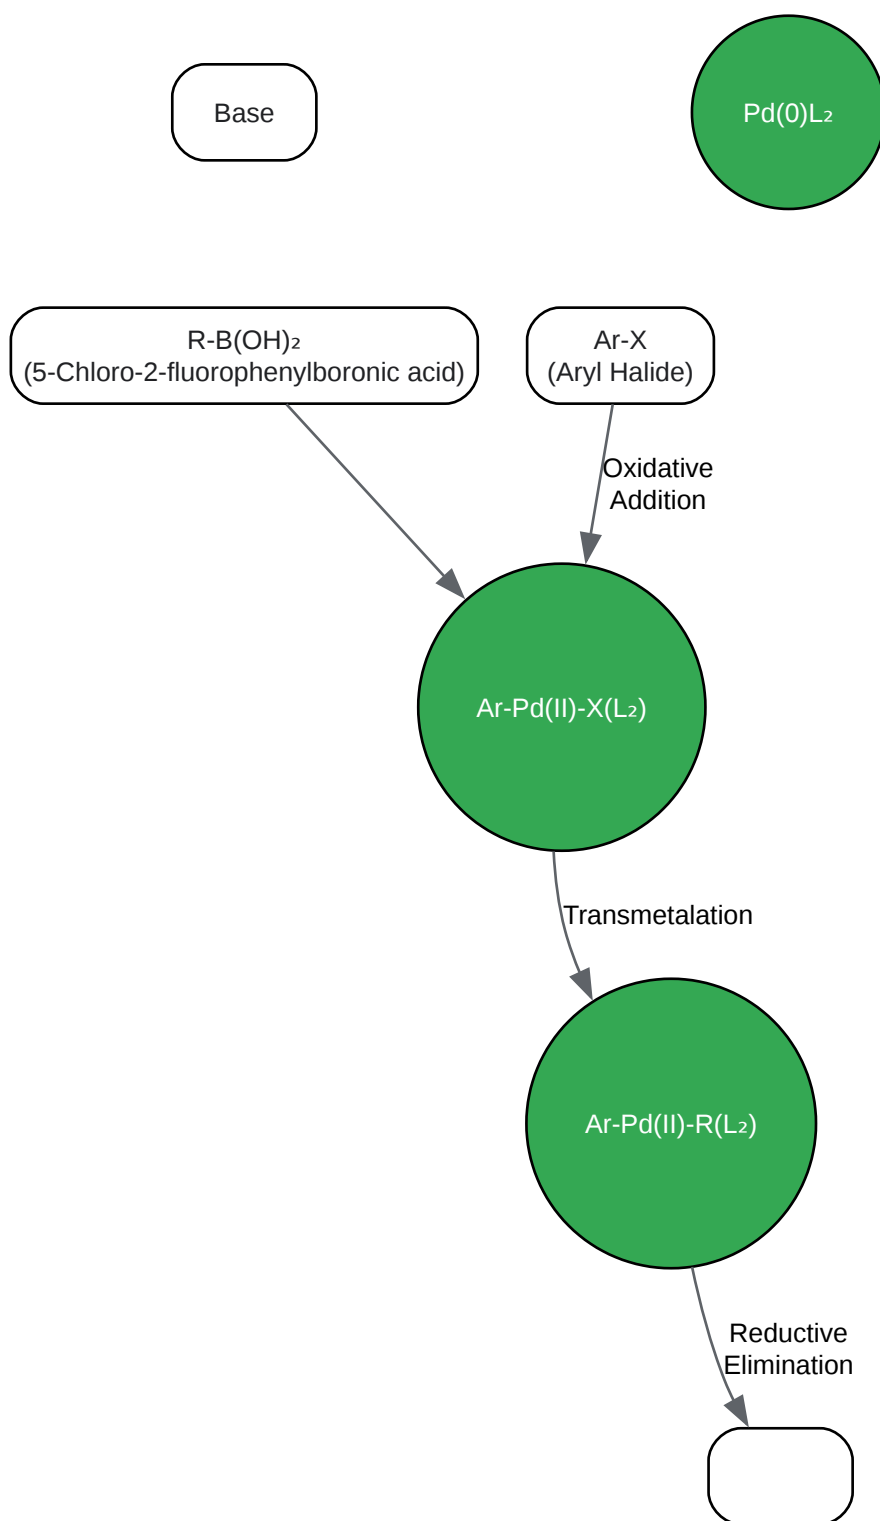 Base
Pd(0)L₂
R-B(OH)₂
(5-Chloro-2-fluorophenylboronic acid)
Ar-X
(Aryl Halide)
Oxidative
Addition
Ar-Pd(II)-X(L₂)
Transmetalation
Ar-Pd(II)-R(L₂)
Reductive
Elimination